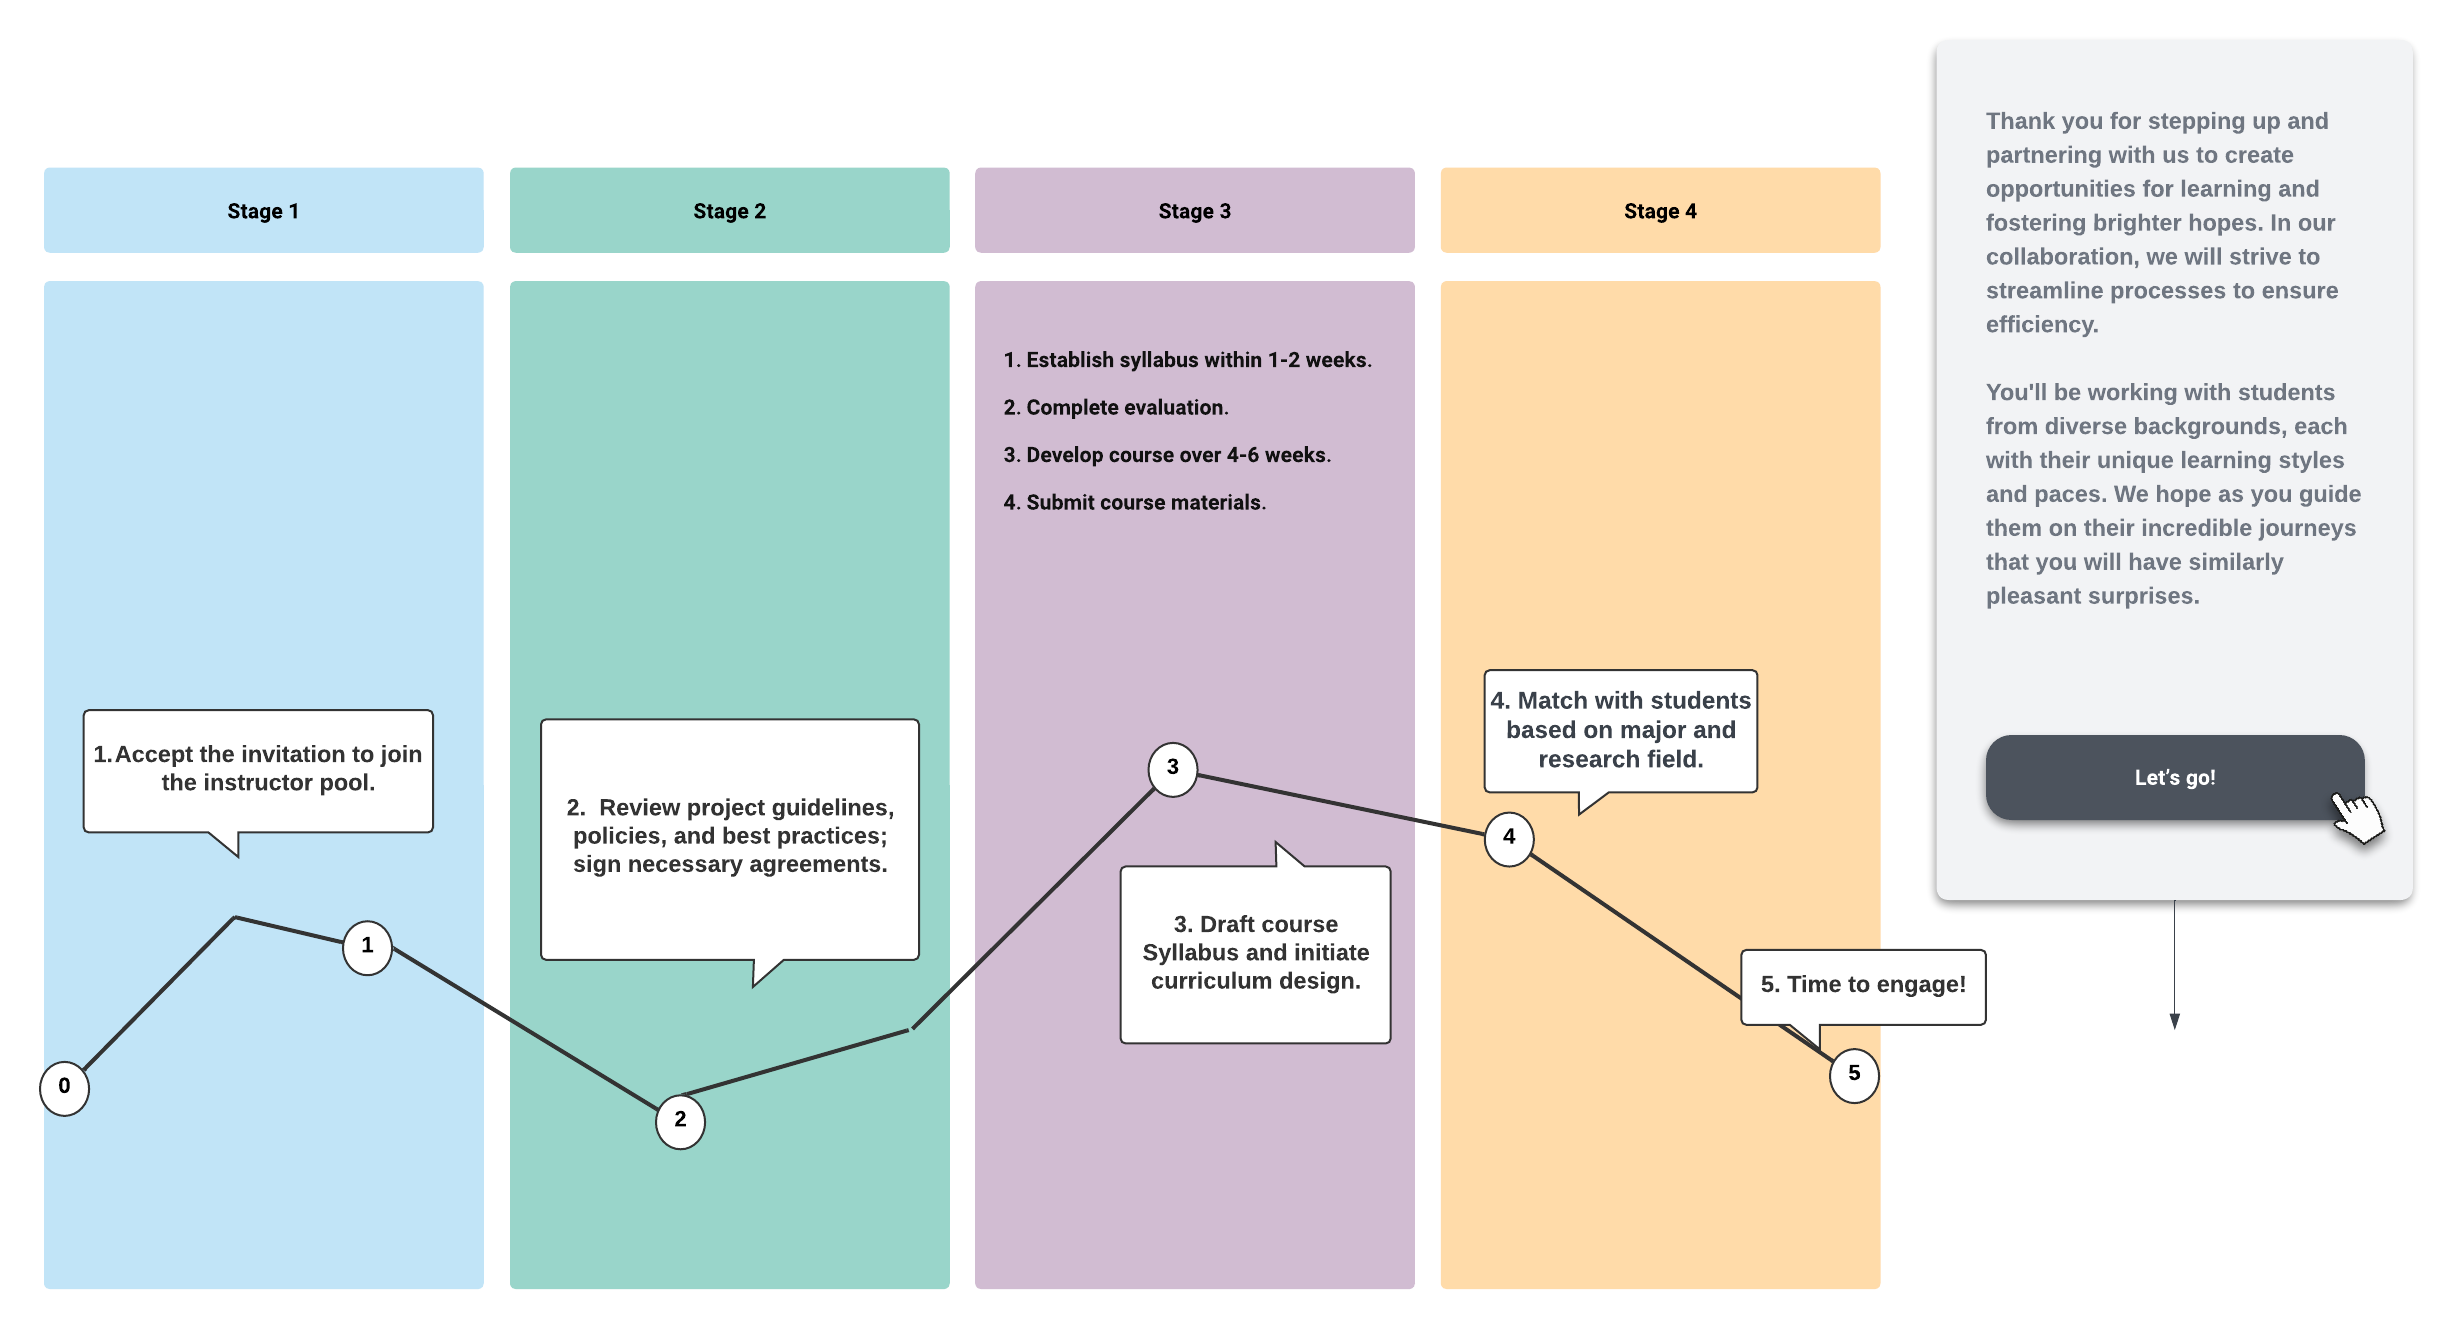 Stage 1
Stage 2
Stage 3
Stage 4
1. Establish syllabus within 1-2 weeks.
2. Complete evaluation.
3. Develop course over 4-6 weeks.
4. Submit course materials.
1. Accept the invitation to join
the instructor pool.
2. Review project guidelines,
policies, and best practices;
sign necessary agreements.
3. Draft course
Syllabus and initiate
curriculum design.
4. Match with students
based on major and
research field.
5. Time to engage!
0
1
2
3
4
5
Thank you for stepping up and
partnering with us to create
opportunities for learning and
fostering brighter hopes. In our
collaboration, we will strive to
streamline processes to ensure
efficiency.
You'll be working with students
from diverse backgrounds, each
with their unique learning styles
and paces. We hope as you guide
them on their incredible journeys
that you will have similarly
pleasant surprises.
Let’s go!